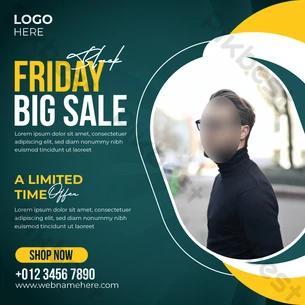 LOGO
HERE
Black
FRIDAY
BIG SALE
Lorem ipsum dolor sit amet, consectetuer
adipiscing elit, sed diam nonummy nibh
euismod tincidunt ut laoreet
A LIMITED
TIME Offer
Lorem ipsum dolor sit amet, consectetuer
adipiscing elit, sed diam nonummy nibh
euismod tincidunt ut laoreet
SHOP NOW
+012 3456 7890
www.webnamehere.com